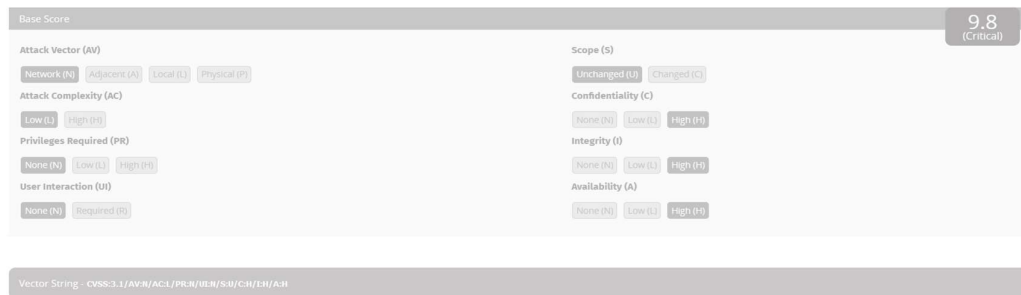 Base Score
9.8
(Critical)
Attack Vector (AV)
Network (N) Adjacent (A) Local (L) Physical (P)
Attack Complexity (AC)
Low (L) High (H)
Privileges Required (PR)
None (N) Low (L) High (H)
User Interaction (UI)
None (N) Required (R)
Scope (S)
Unchanged (U) Changed (C)
Confidentiality (C)
None (N) Low (L) High (H)
Integrity (I)
None (N) Low (L) High (H)
Availability (A)
None (N) Low (L) High (H)
Vector String - CVSS:3.1/AV:N/AC:L/PR:N/UI:N/S:U/C:H/I:H/A:H